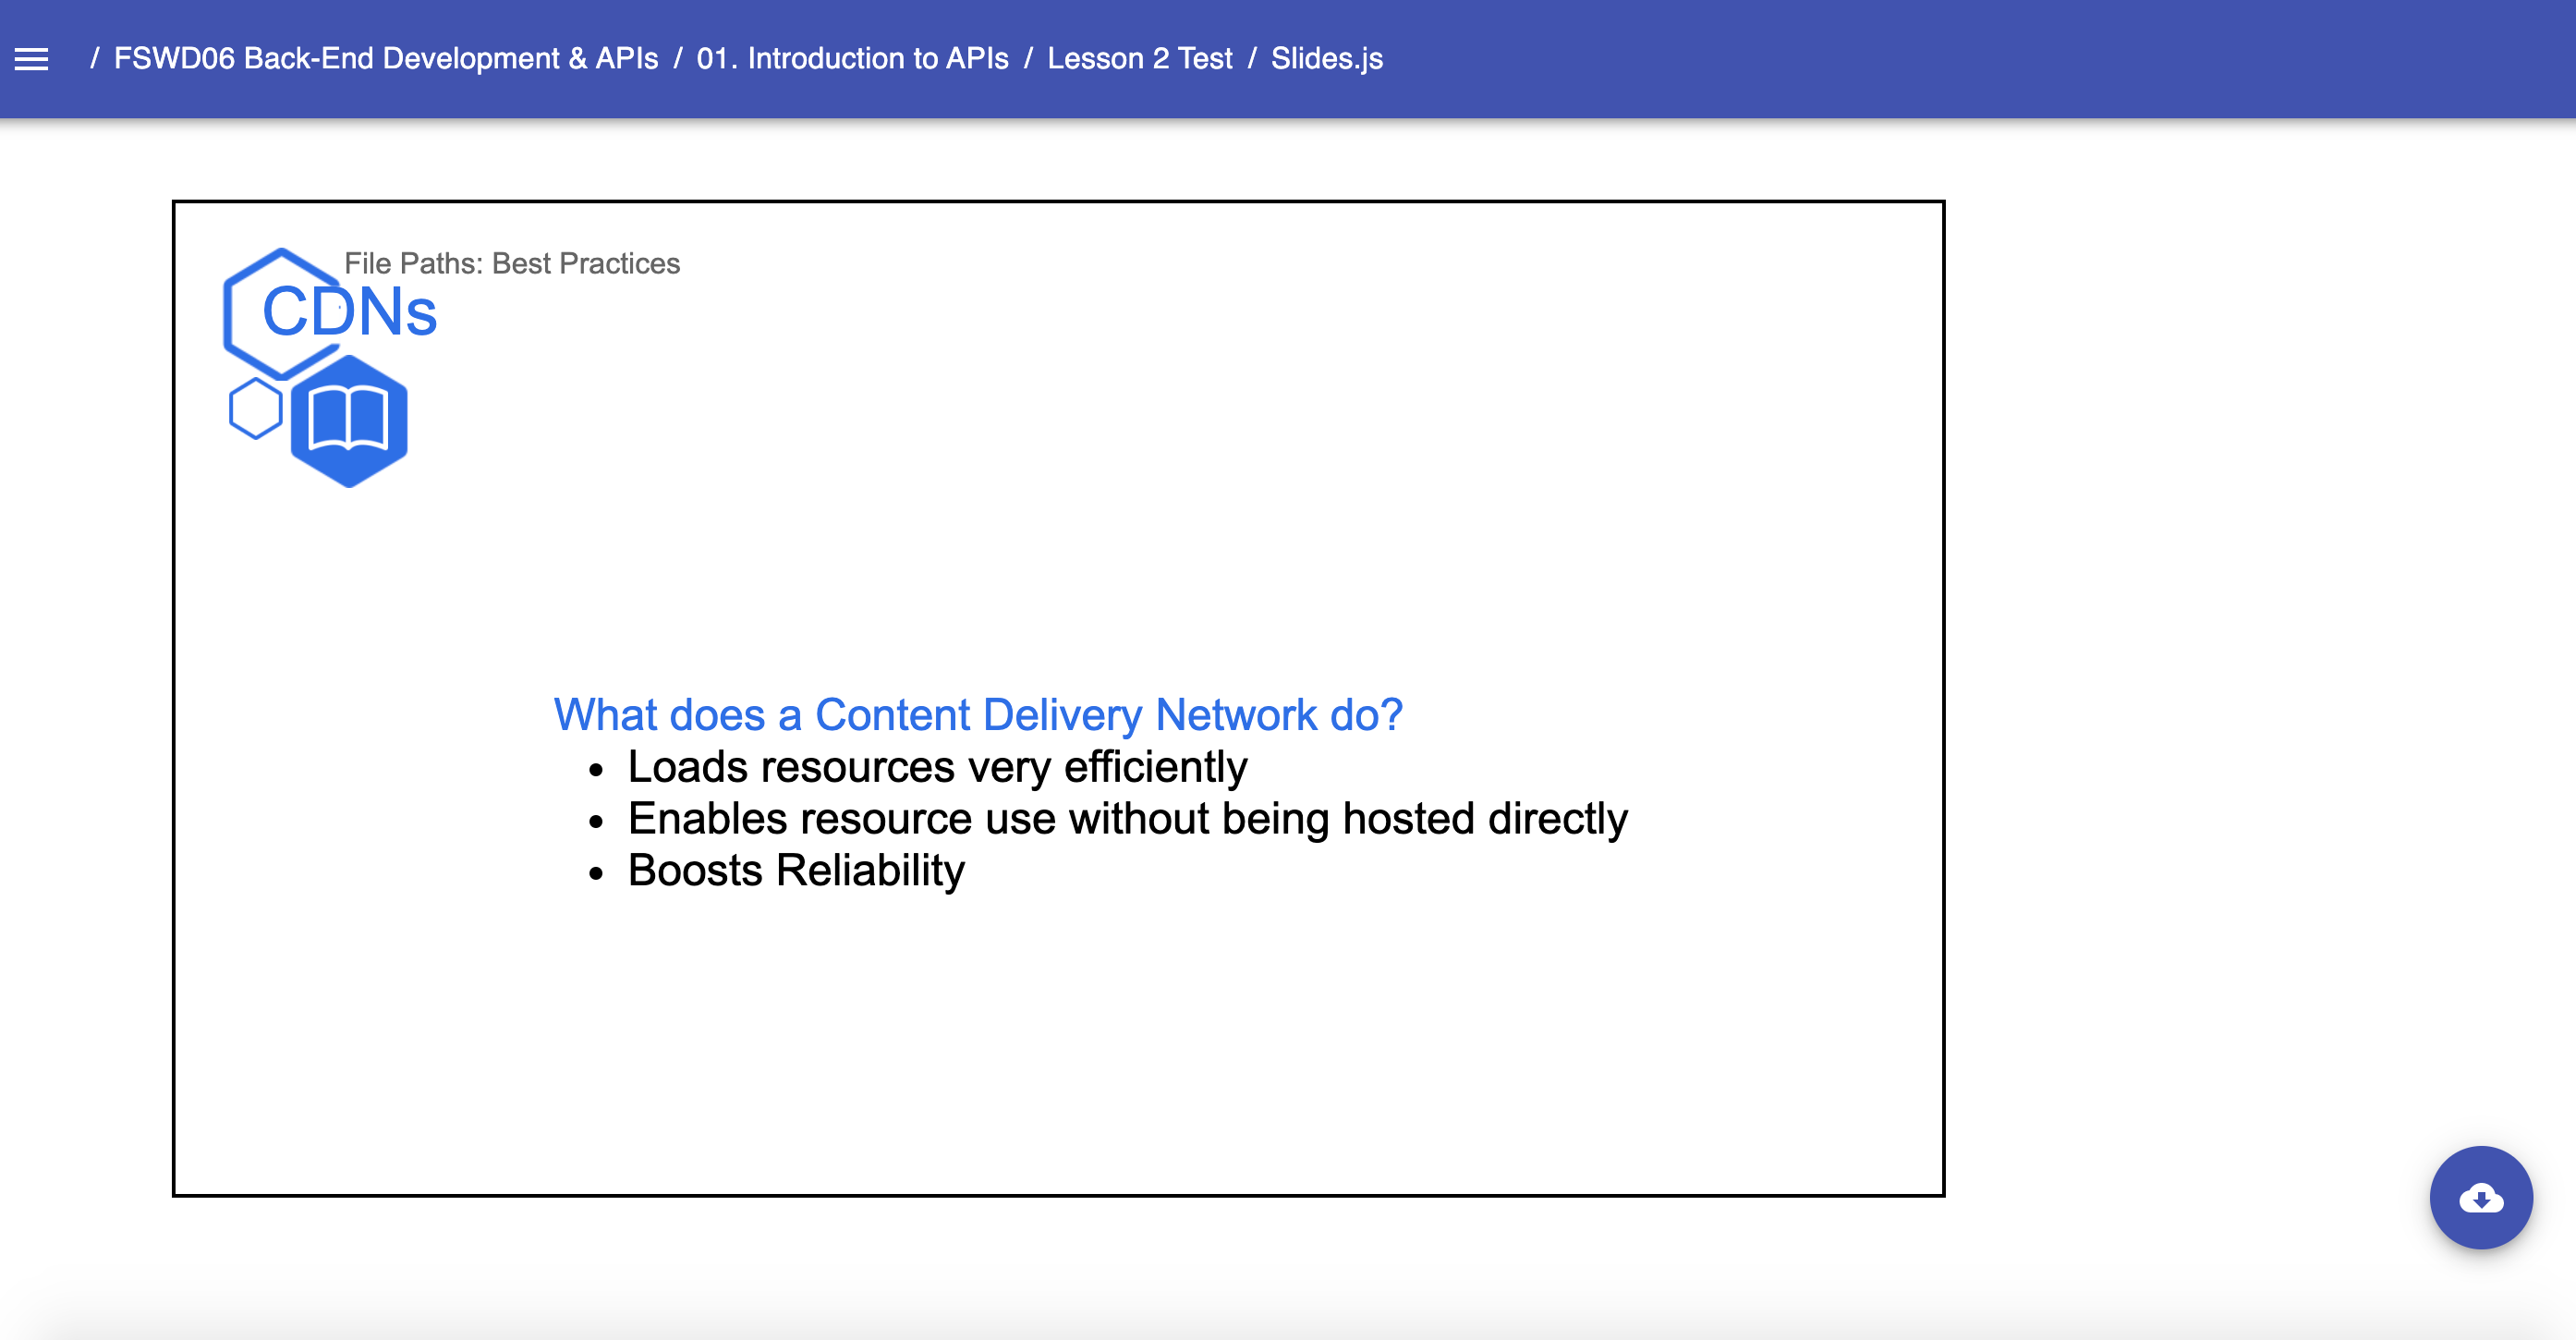 / FSWD06 Back-End Development & APIs / 01. Introduction to APIs / Lesson 2 Test / Slides.js
File Paths: Best Practices
CDNs
What does a Content Delivery Network do?
• Loads resources very efficiently
• Enables resource use without being hosted directly
• Boosts Reliability